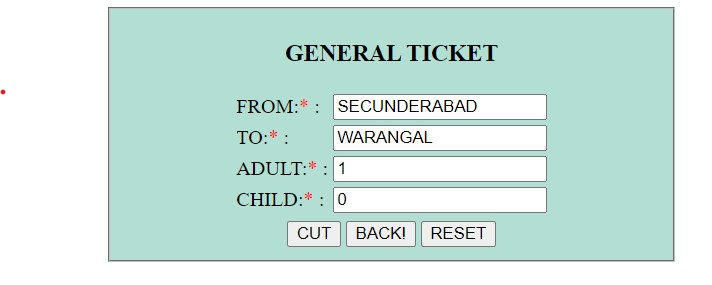 GENERAL TICKET
FROM:* : SECUNDERABAD
TO:* : WARANGAL
ADULT:* : 1
CHILD:* : 0
CUT BACK! RESET